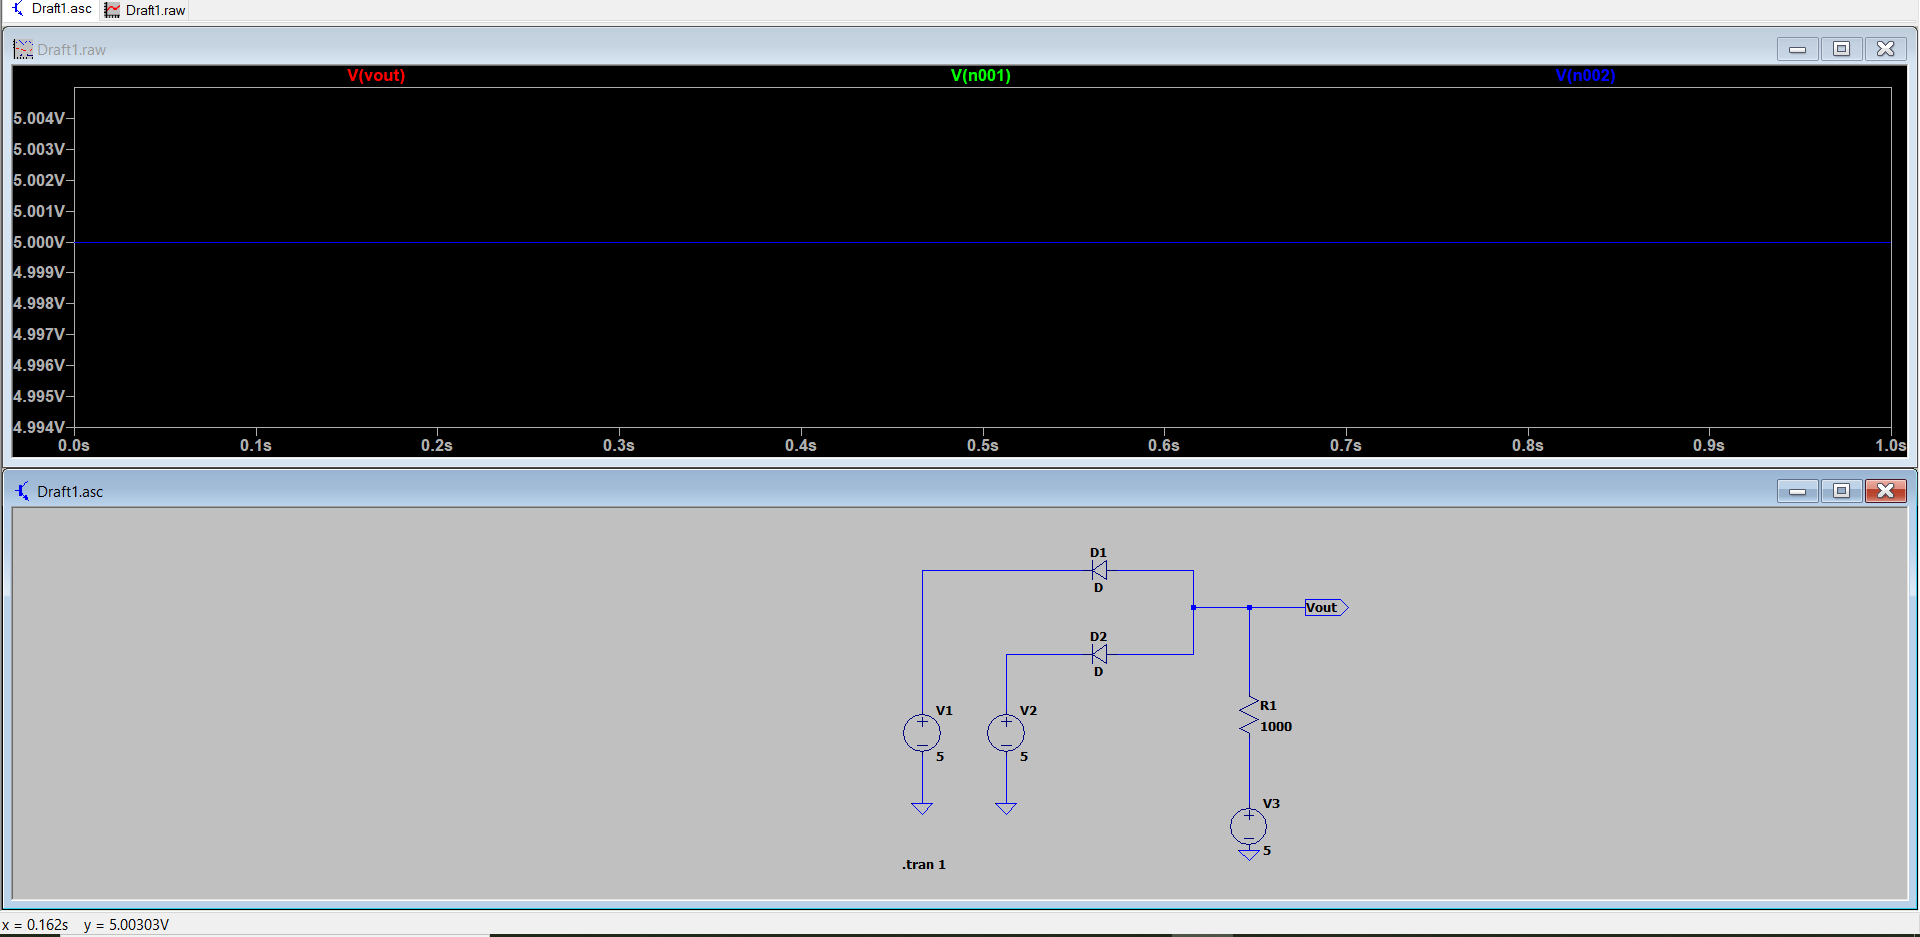 Draft1.asc Draft1.raw
Draft1.raw
V(vout) V(n001) V(n002)
5.004V
5.003V
5.002V
5.001V
5.000V
4.999V
4.998V
4.997V
4.996V
4.995V
4.994V
0.0s 0.1s 0.2s 0.3s 0.4s 0.5s 0.6s 0.7s 0.8s 0.9s 1.0s
Draft1.asc
D1
D
Vout
D2
D
R1
1000
V1 V2
5 5
V3
5
.tran 1
x = 0.162s y = 5.00303V